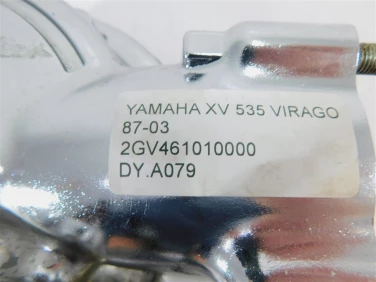 YAMAHA XV 535 VIRAGO
87-03
2GV461010000
DY.A079